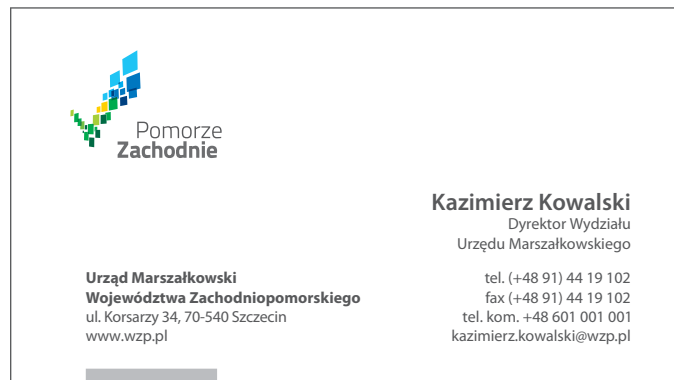 Pomorze
Zachodnie
Kazimierz Kowalski
Dyrektor Wydziału
Urzędu Marszałkowskiego
Urząd Marszałkowski
Województwa Zachodniopomorskiego
ul. Korsarzy 34, 70-540 Szczecin
www.wzp.pl
tel. (+48 91) 44 19 102
fax (+48 91) 44 19 102
tel. kom. +48 601 001 001
kazimierz.kowalski@wzp.pl